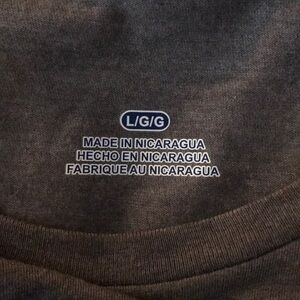 L/G/G
MADE IN NICARAGUA
HECHO EN NICARAGUA
FABRIQUE AU NICARAGUA